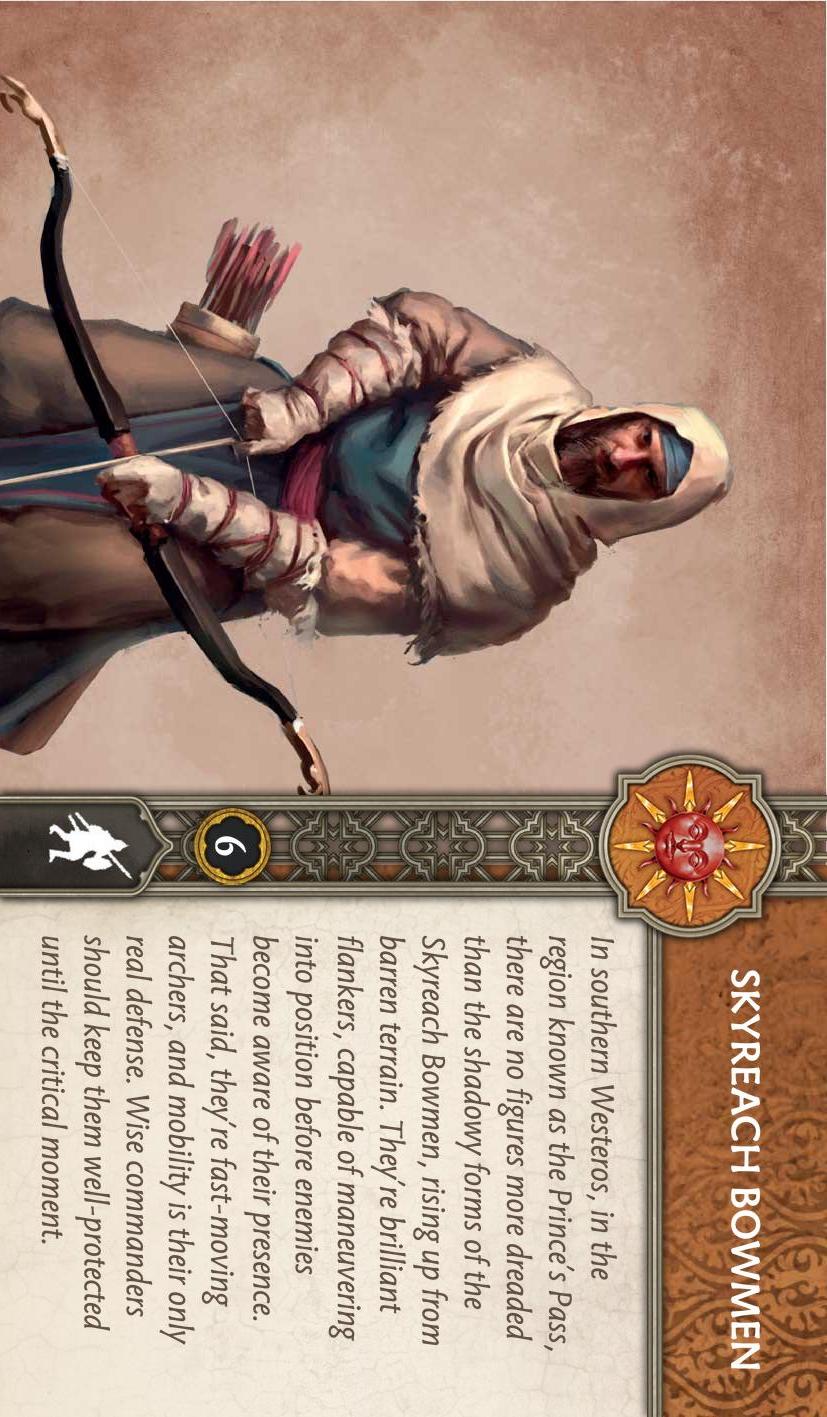 SKYREACH BOWMEN
In southern Westeros, in the
region known as the Prince's Pass,
there are no figures more dreaded
than the shadowy forms of the
Skyreach Bowmen, rising up from
barren terrain. They're brilliant
flankers, capable of maneuvering
into position before enemies
become aware of their presence.
That said, they're fast-moving
archers, and mobility is their only
real defense. Wise commanders
should keep them well-protected
until the critical moment.
6